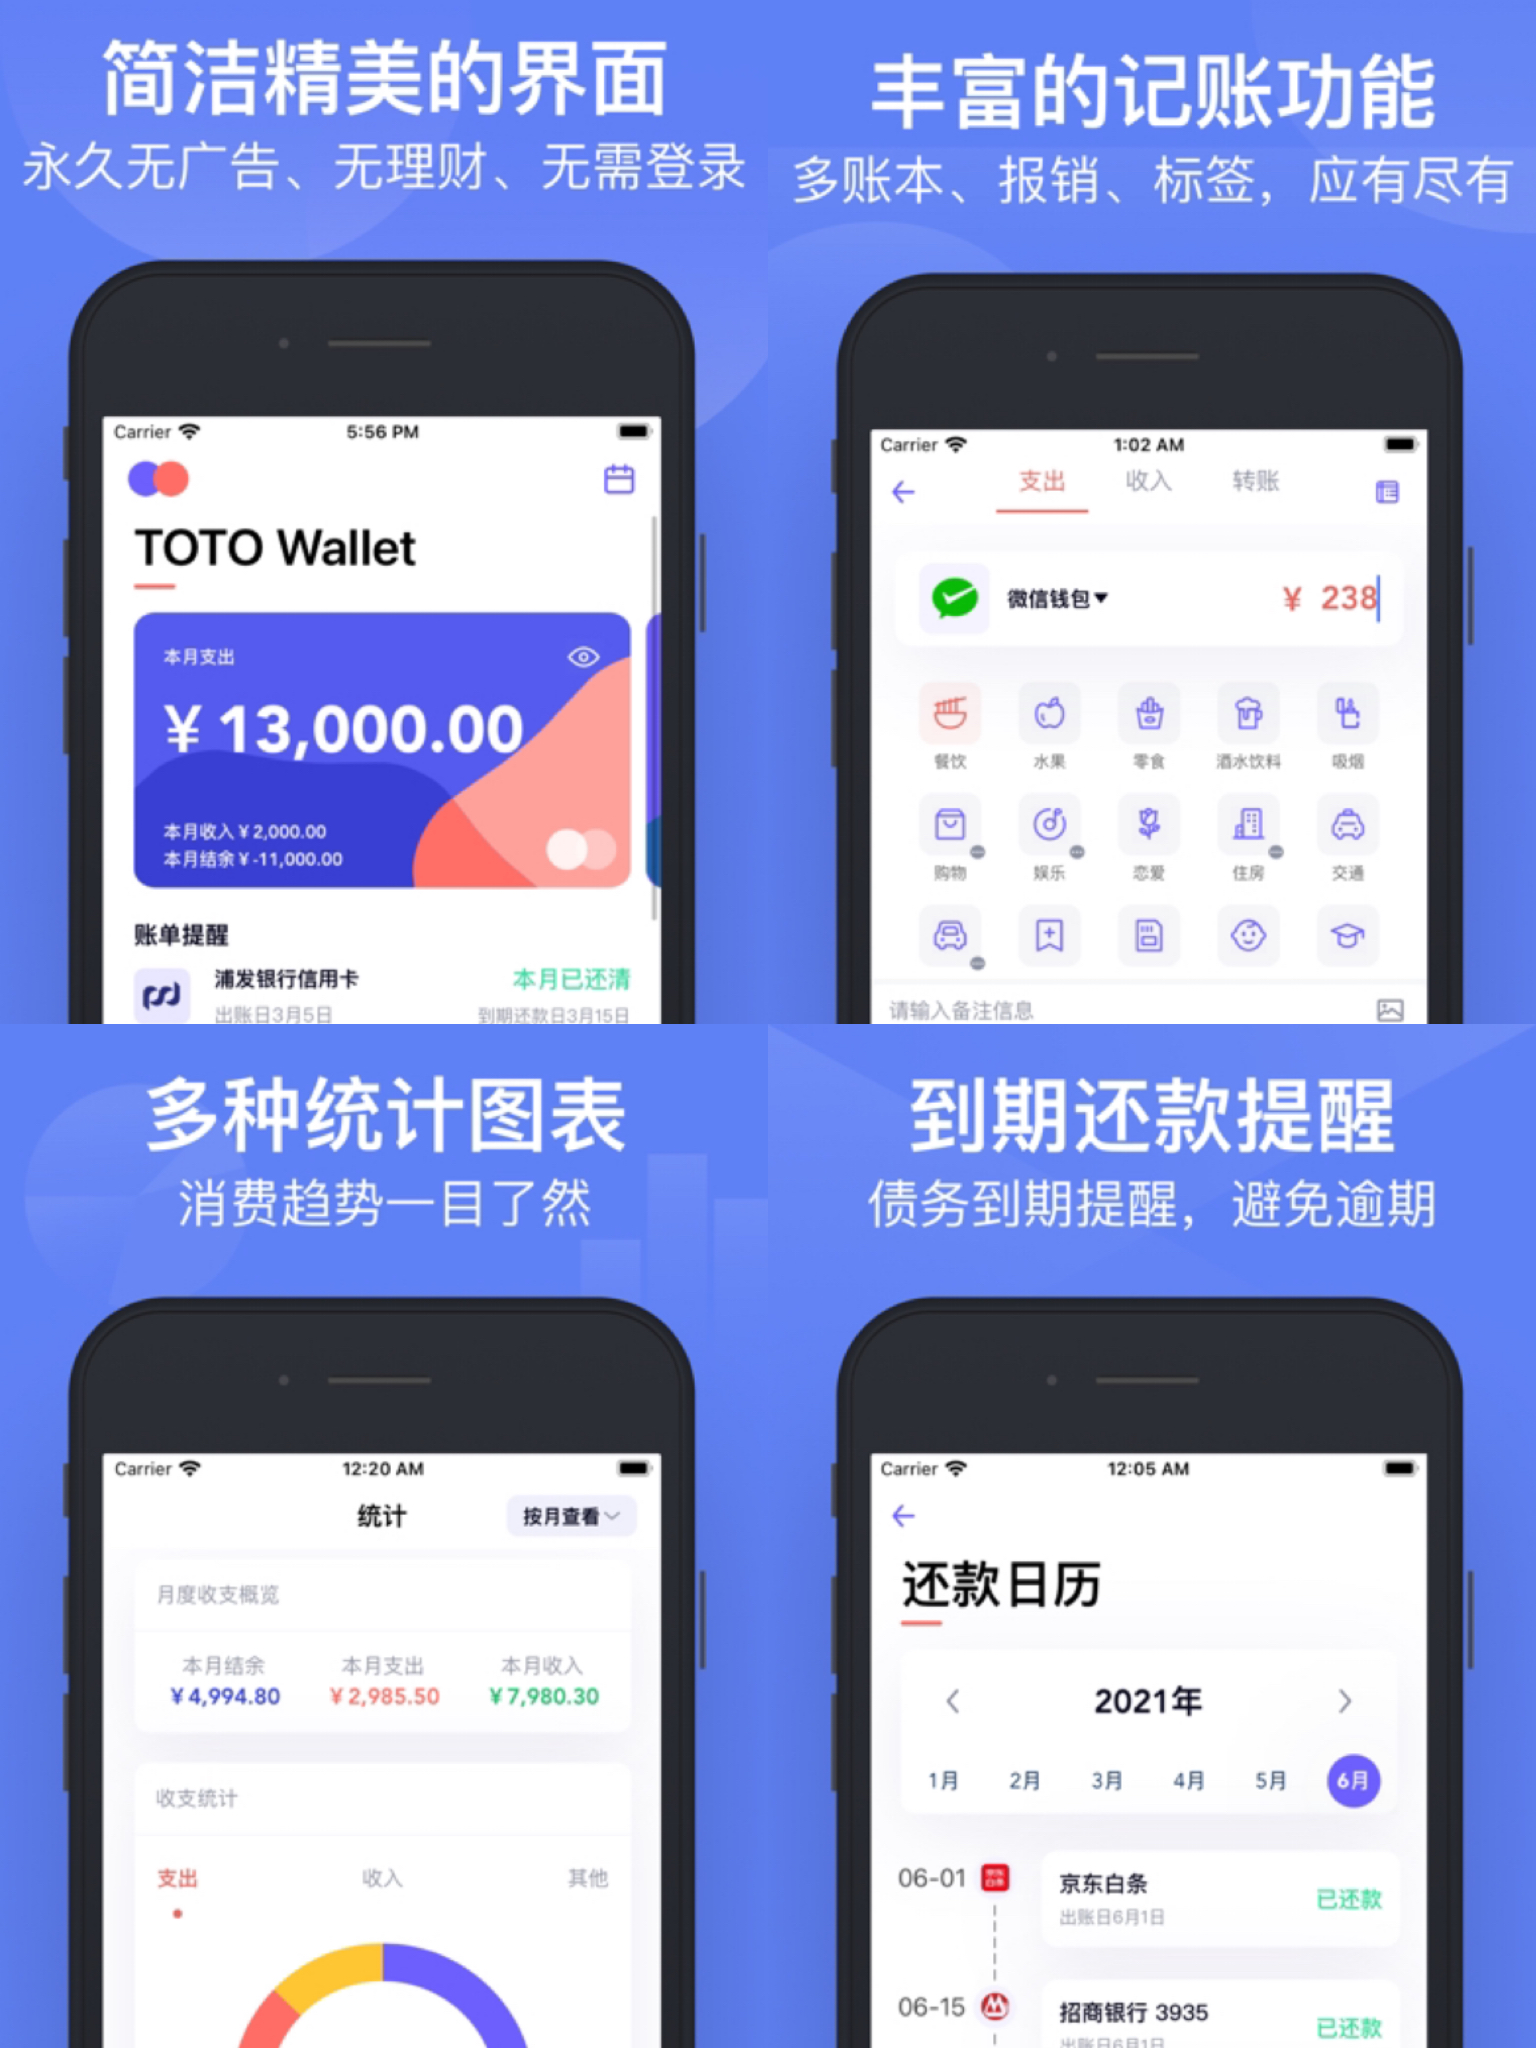 简洁精美的界面
永久无广告、无理财、无需登录
Carrier 5:56 PM
TOTO Wallet
本月支出
¥ 13,000.00
本月收入 ¥ 2,000.00
本月结余 ¥ -11,000.00
账单提醒
浦发银行信用卡 本月已还清
出账日3月5日 到期还款日3月15日
丰富的记账功能
多账本、报销、标签，应有尽有
Carrier 1:02 AM
支出 收入 转账
微信钱包 ¥ 238
餐饮 水果 零食 酒水饮料 吸烟
购物 娱乐 恋爱 住房 交通
请输入备注信息
多种统计图表
消费趋势一目了然
Carrier 12:20 AM
统计 按月查看
月度收支概览
本月结余 本月支出 本月收入
¥ 4,994.80 ¥ 2,985.50 ¥ 7,980.30
收支统计
支出 收入 其他
到期还款提醒
债务到期提醒，避免逾期
Carrier 12:05 AM
还款日历
2021年
1月 2月 3月 4月 5月 6月
06-01 京东白条 京东白条 已还款
出账日6月1日
06-15 招商银行 3935 已还款
出账日6月1日